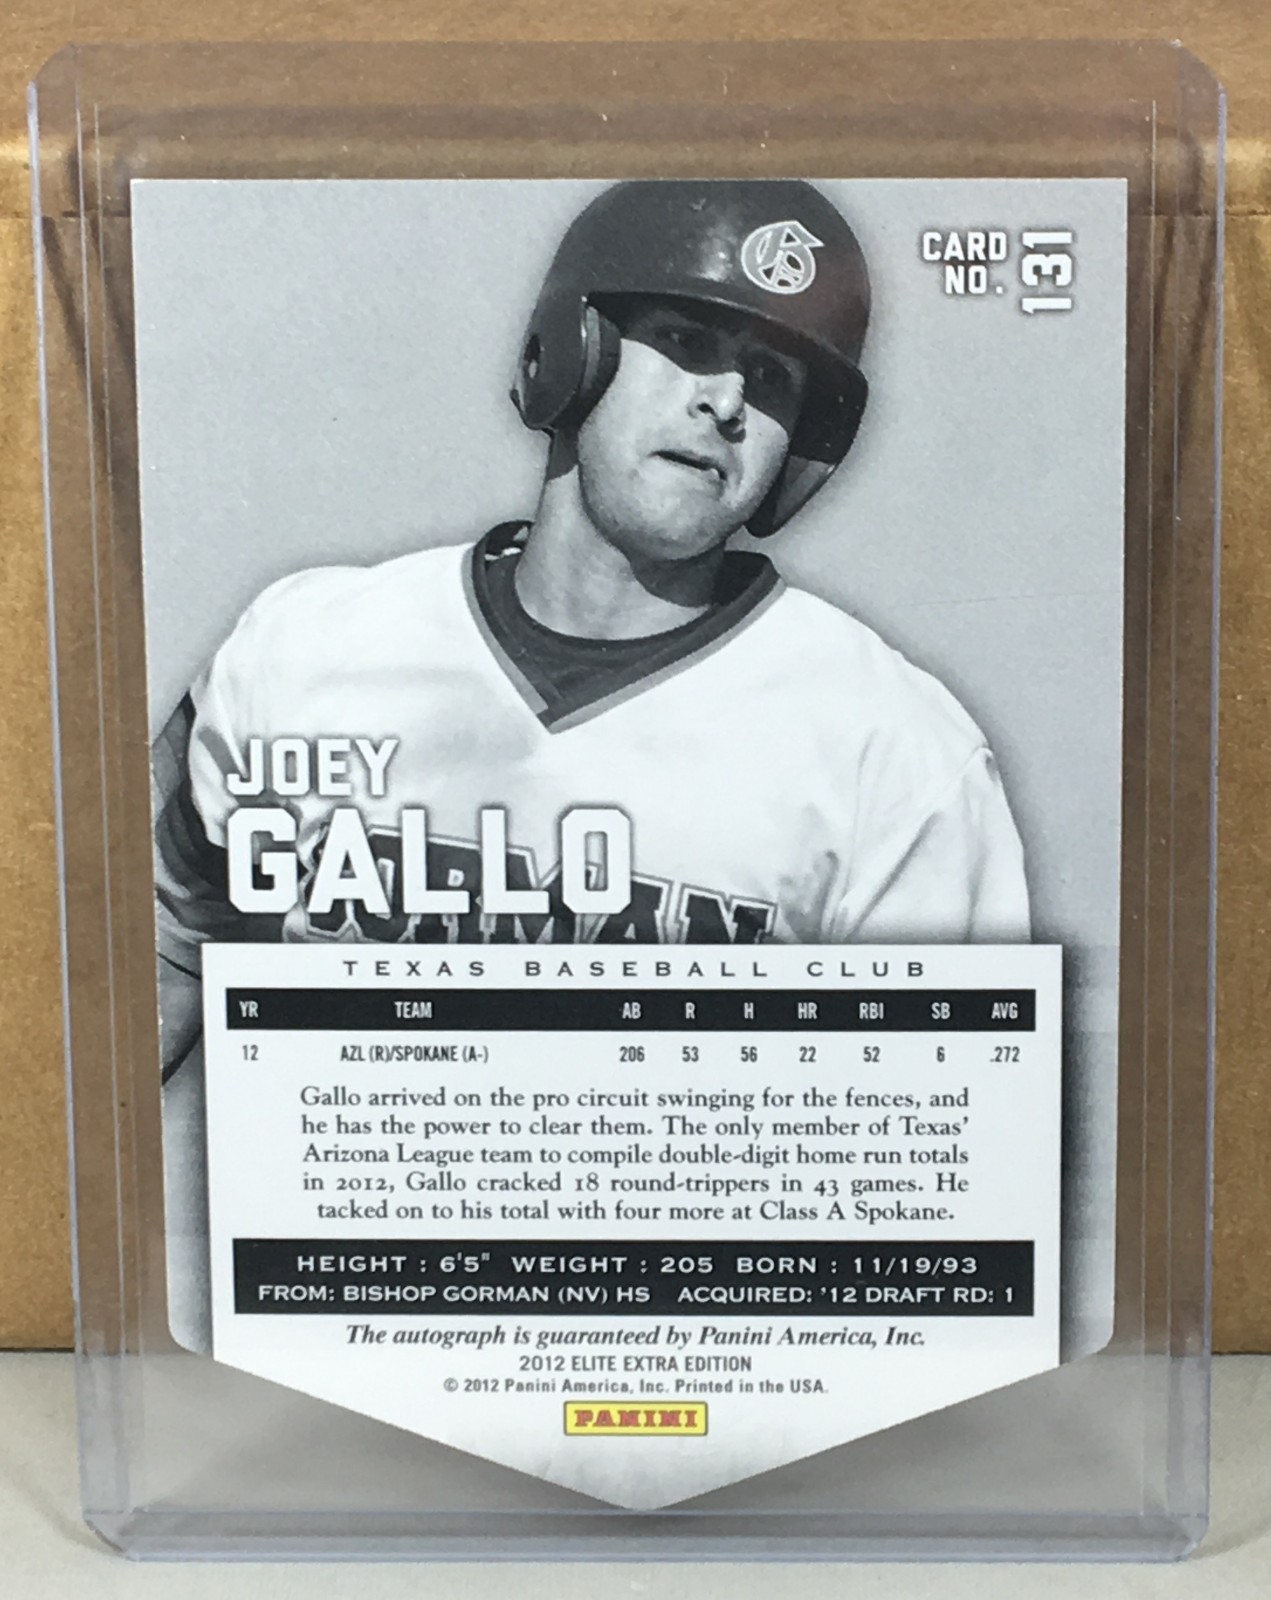 CARD
NO. 131
JOEY
GALLO
ORMAN
TEXAS BASEBALL CLUB
YR TEAM AB R H HR RBI SB AVG
12 AZL (R)/SPOKANE (A-) 206 53 56 22 52 6 .272
Gallo arrived on the pro circuit swinging for the fences, and
he has the power to clear them. The only member of Texas'
Arizona League team to compile double-digit home run totals
in 2012, Gallo cracked 18 round-trippers in 43 games. He
tacked on to his total with four more at Class A Spokane.
HEIGHT : 6'5" WEIGHT : 205 BORN : 11/19/93
FROM: BISHOP GORMAN (NV) HS ACQUIRED: '12 DRAFT RD: 1
The autograph is guaranteed by Panini America, Inc.
2012 ELITE EXTRA EDITION
© 2012 Panini America, Inc. Printed in the USA.
PANINI